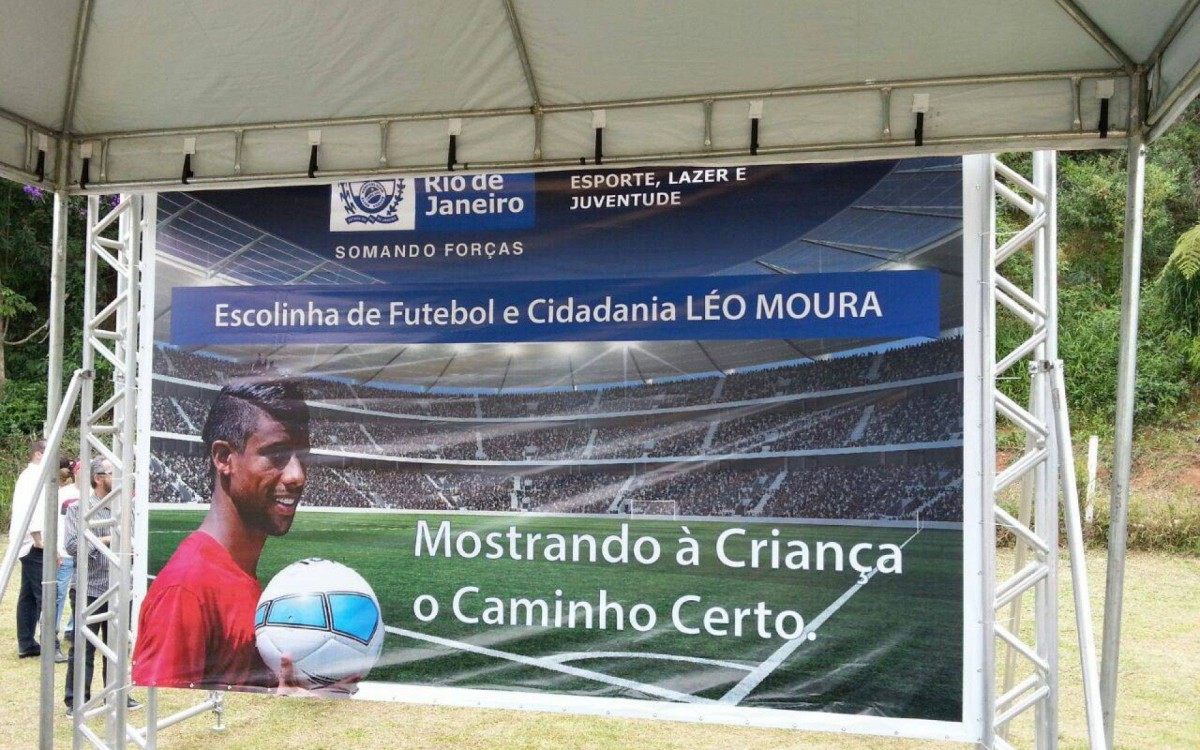 Rio de
Janeiro
ESPORTE, LAZER E
JUVENTUDE
SOMANDO FORÇAS
Escolinha de Futebol e Cidadania LÉO MOURA
Mostrando à Criança
o Caminho Certo.